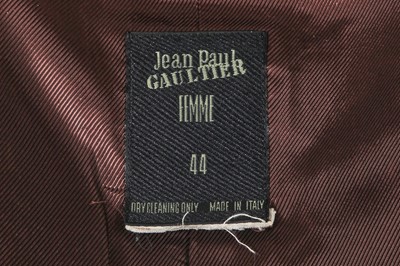 Jean Paul
GAULTIER
FEMME
44
DRY CLEANING ONLY MADE IN ITALY